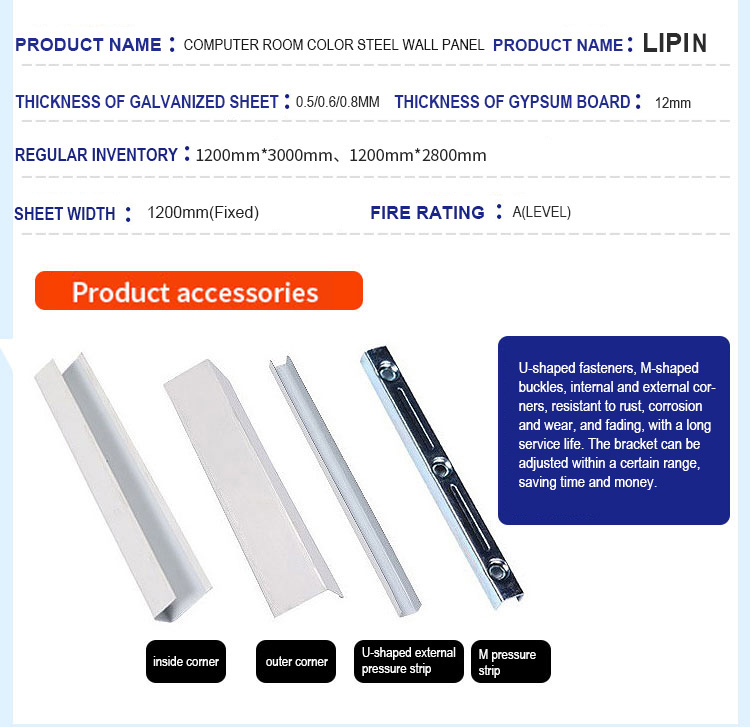 PRODUCT NAME： COMPUTER ROOM COLOR STEEL WALL PANEL PRODUCT NAME： LIPIN
THICKNESS OF GALVANIZED SHEET：0.5/0.6/0.8MM THICKNESS OF GYPSUM BOARD： 12mm
REGULAR INVENTORY：1200mm*3000mm、1200mm*2800mm
SHEET WIDTH ： 1200mm(Fixed) FIRE RATING ： A(LEVEL)
Product accessories
U-shaped fasteners, M-shaped
buckles, internal and external cor-
ners, resistant to rust, corrosion
and wear, and fading, with a long
service life. The bracket can be
adjusted within a certain range,
saving time and money.
inside corner
outer corner
U-shaped external
pressure strip
M pressure
strip